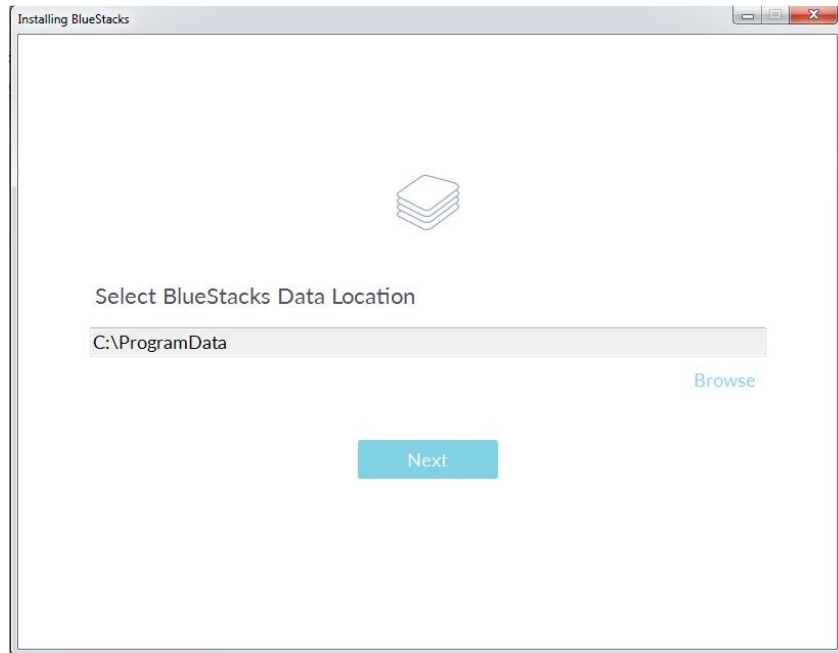 Installing BlueStacks
Select BlueStacks Data Location
C:\ProgramData
Browse
Next